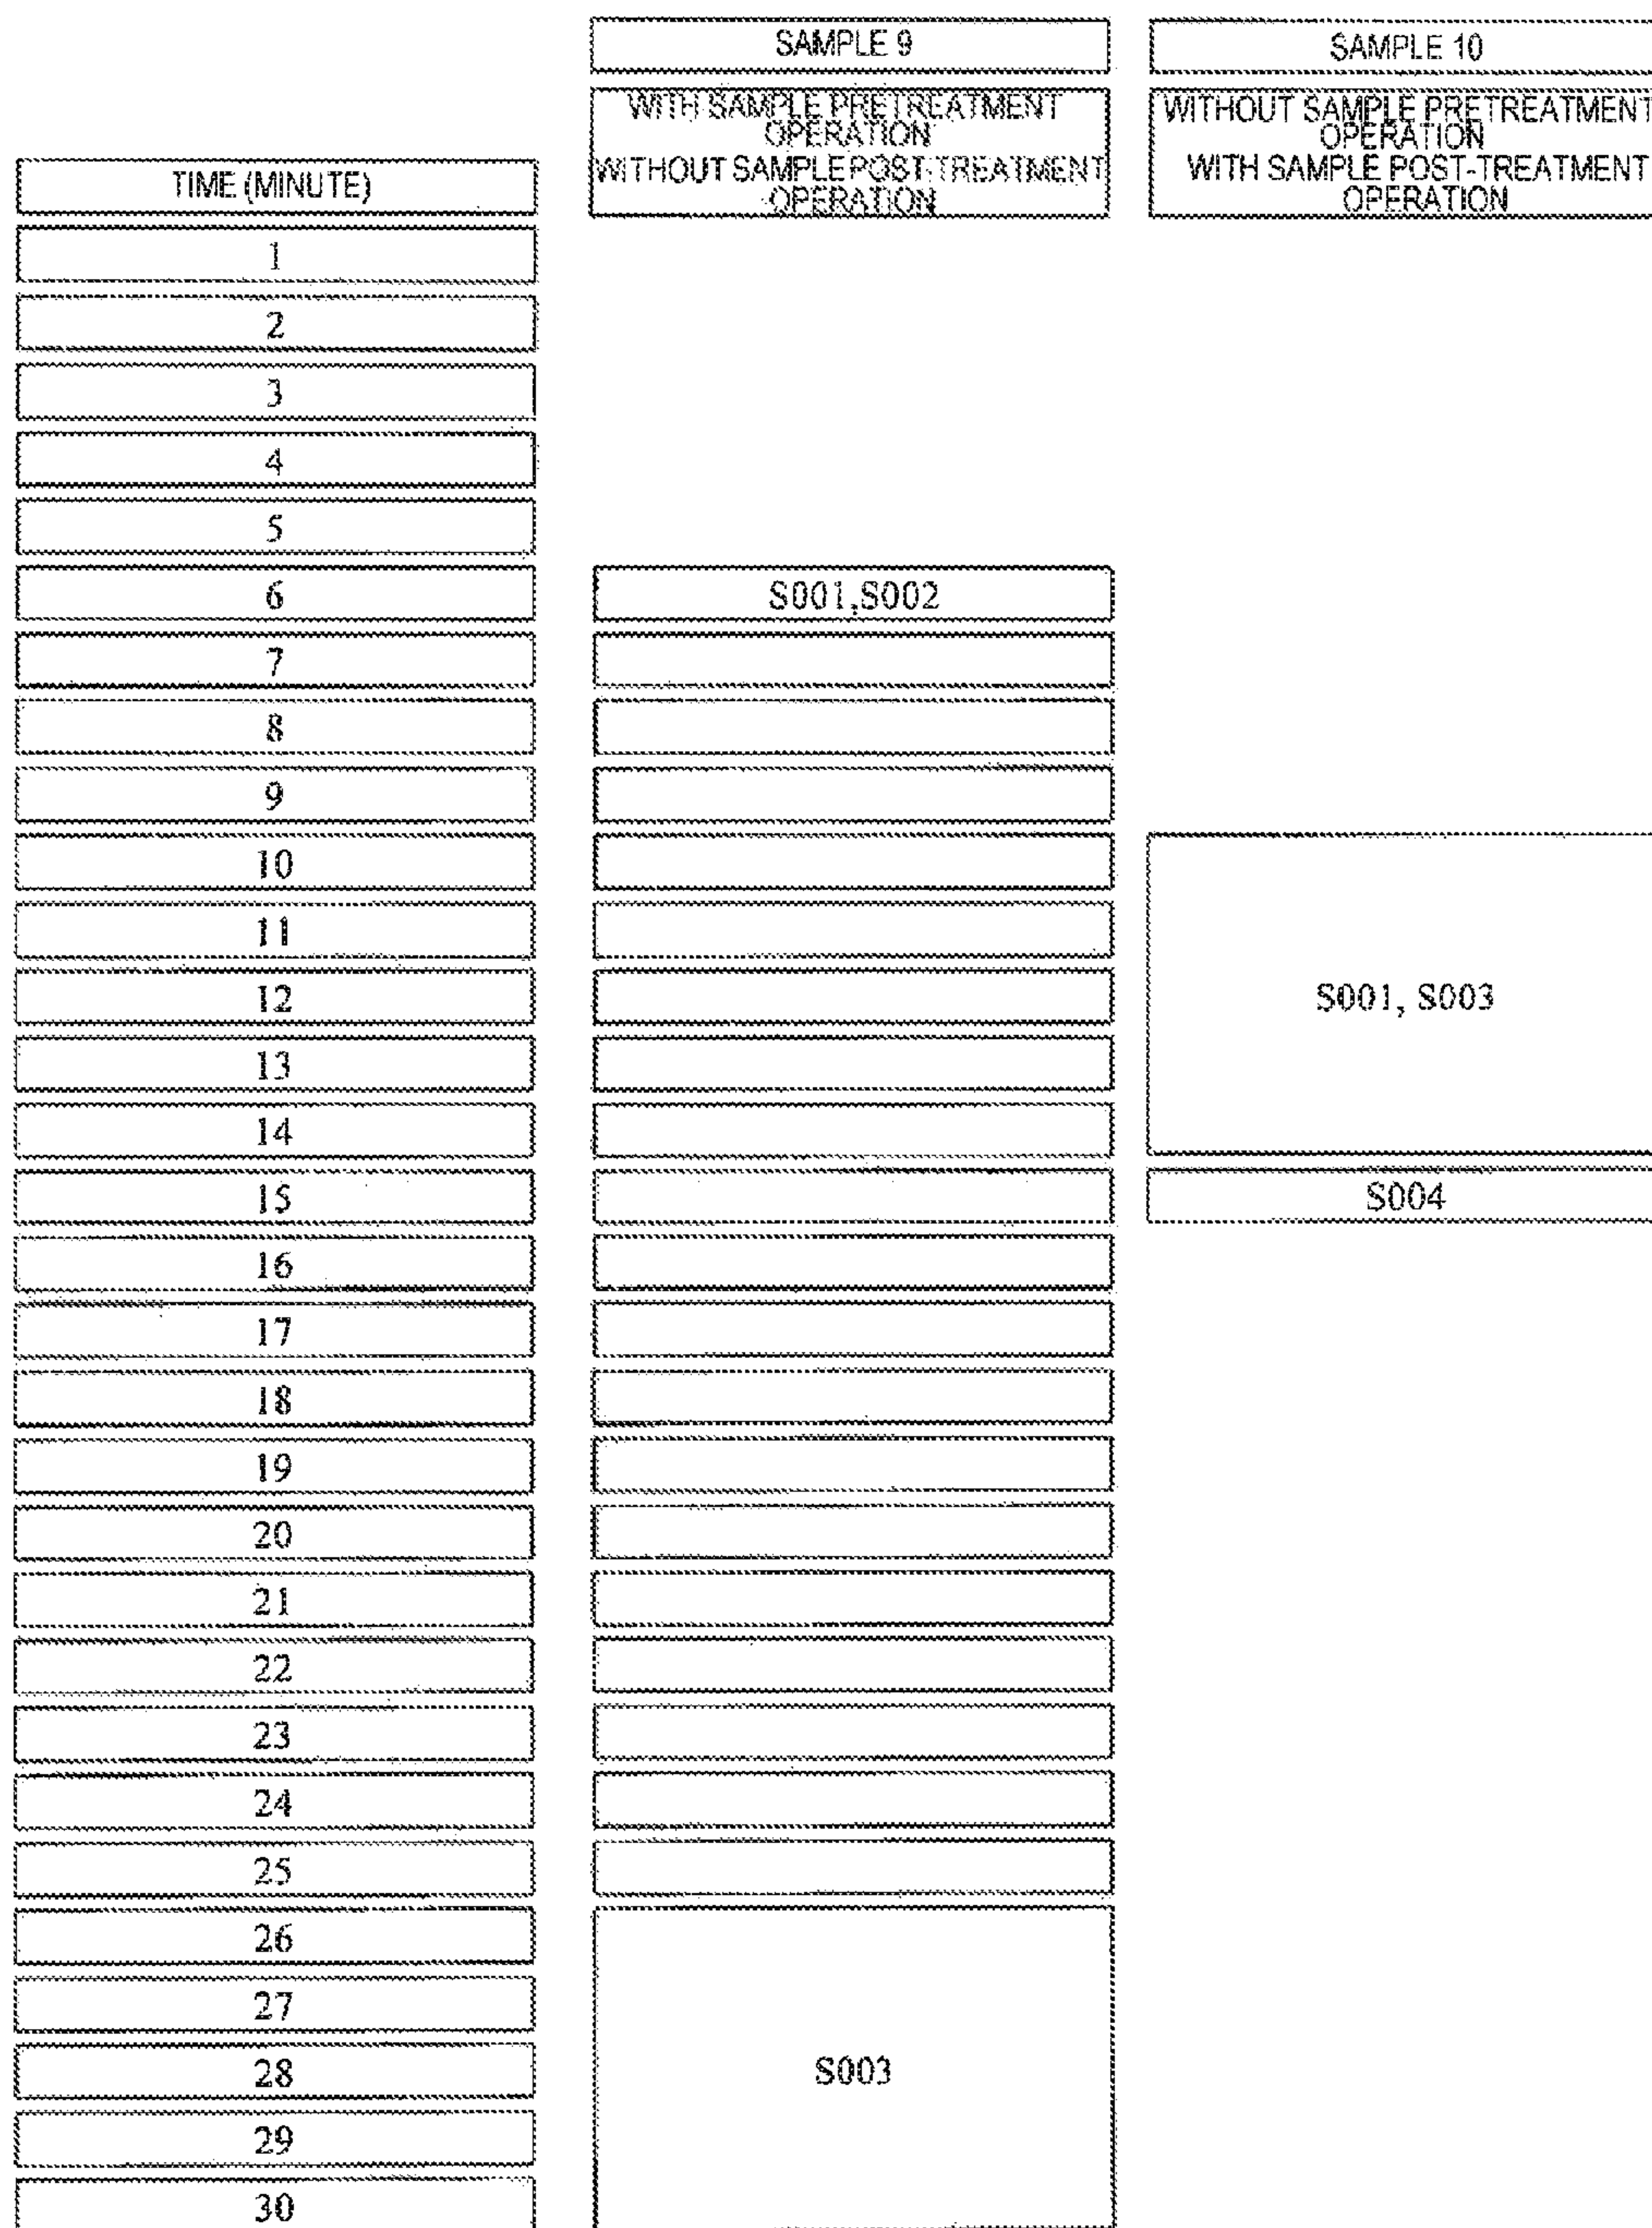 SAMPLE 9
SAMPLE 10
WITH SAMPLE PRETREATMENT
OPERATION
WITHOUT SAMPLE POST-TREATMENT
OPERATION
WITHOUT SAMPLE PRETREATMENT
OPERATION
WITH SAMPLE POST-TREATMENT
OPERATION
TIME (MINUTE)
1
2
3
4
5
6
S001,S002
7
8
9
10
11
12
S001, S003
13
14
15
S004
16
17
18
19
20
21
22
23
24
25
26
27
28
S003
29
30